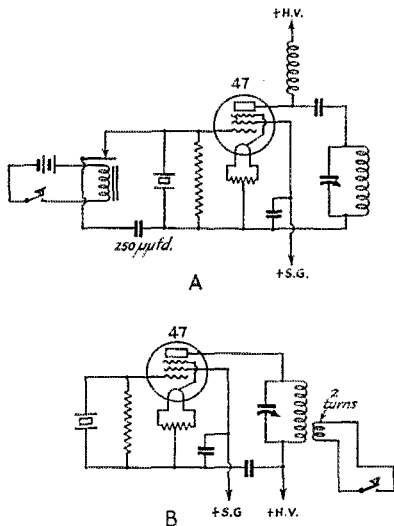 +H.V.
47
250 µµfd.
+S.G.
A
47
2 turns
+S.G
+H.V.
B